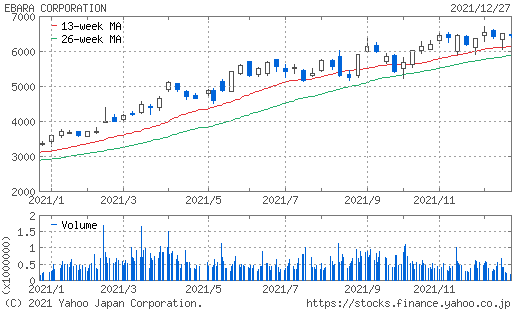 EBARA CORPORATION 2021/12/27
7000
13-week MA
26-week MA
6000
5000
4000
3000
2000
2021/1 2021/3 2021/5 2021/7 2021/9 2021/11
2
Volume
1.5
1
0.5
0
(x1000000)
2021/1 2021/3 2021/5 2021/7 2021/9 2021/11
(C) 2021 Yahoo Japan Corporation. https://stocks.finance.yahoo.co.jp/